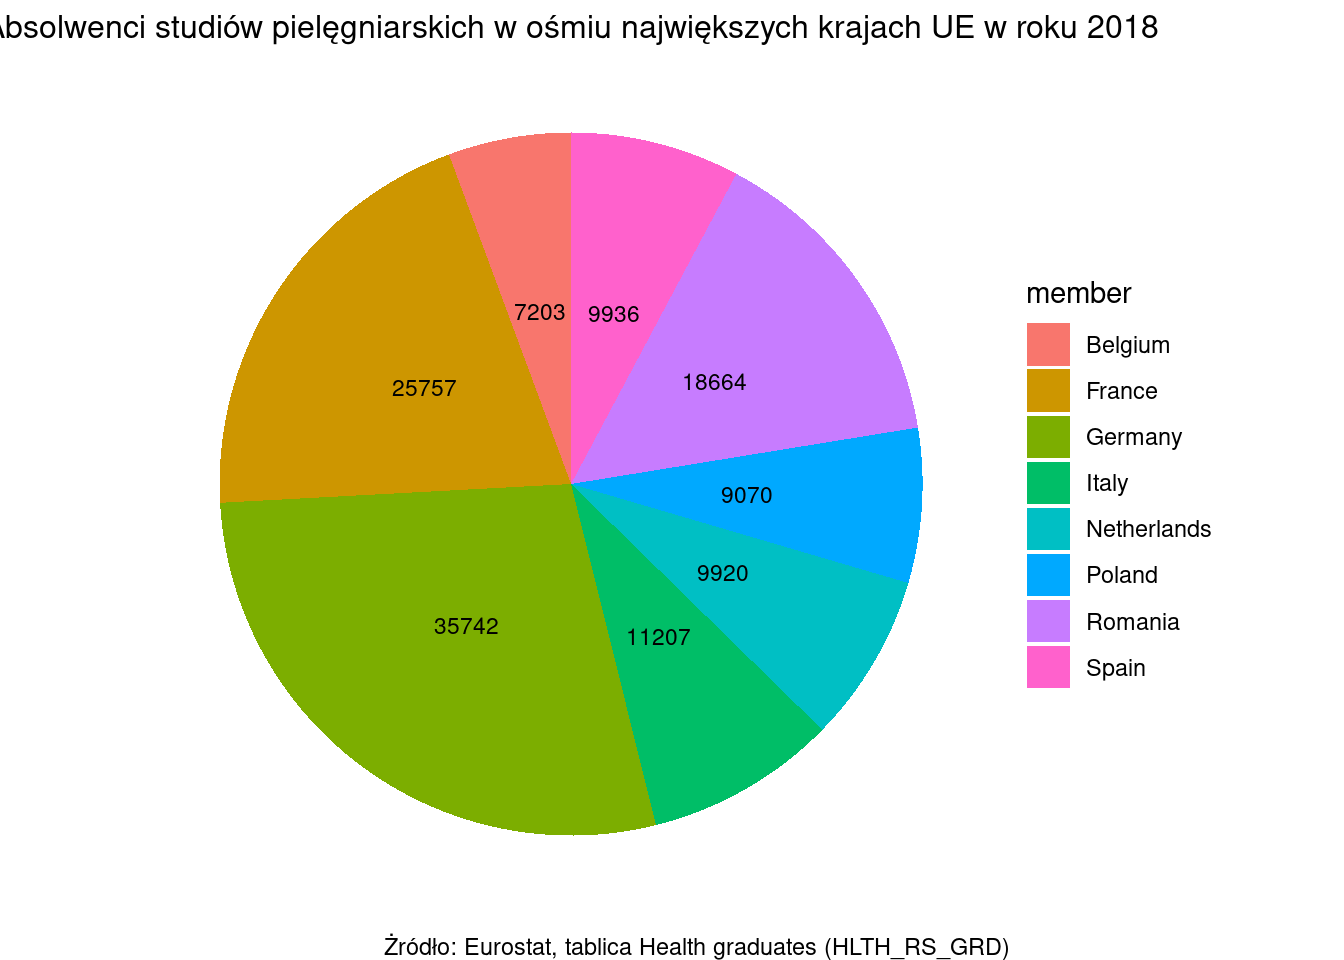 Absolwenci studiów pielęgniarskich w ośmiu największych krajach UE w roku 2018
7203
9936
18664
25757
9070
9920
35742
11207
member
Belgium
France
Germany
Italy
Netherlands
Poland
Romania
Spain
Żródło: Eurostat, tablica Health graduates (HLTH_RS_GRD)